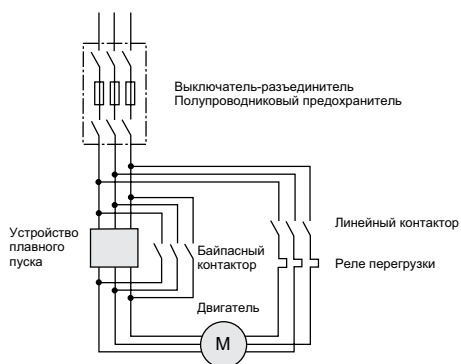 Выключатель-разъединитель
Полупроводниковый предохранитель
Линейный контактор
Устройство
плавного
пуска
Байпасный
контактор
Реле перегрузки
Двигатель
M